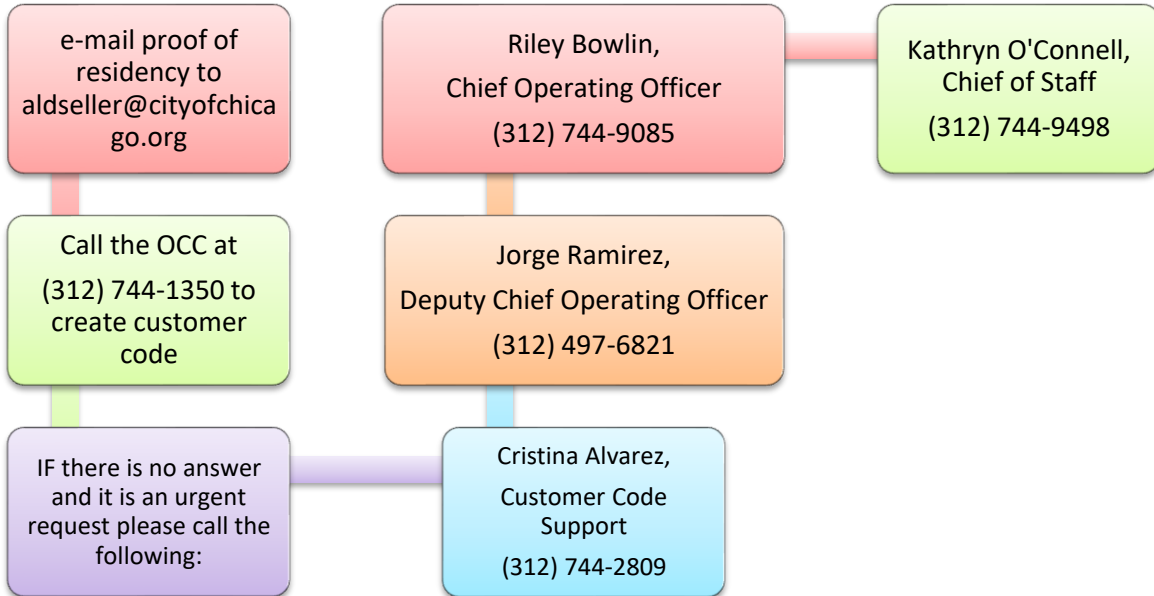 e-mail proof of
residency to
aldseller@cityofchica
go.org
Call the OCC at
(312) 744-1350 to
create customer
code
IF there is no answer
and it is an urgent
request please call the
following:
Cristina Alvarez,
Customer Code
Support
(312) 744-2809
Jorge Ramirez,
Deputy Chief Operating Officer
(312) 497-6821
Riley Bowlin,
Chief Operating Officer
(312) 744-9085
Kathryn O'Connell,
Chief of Staff
(312) 744-9498